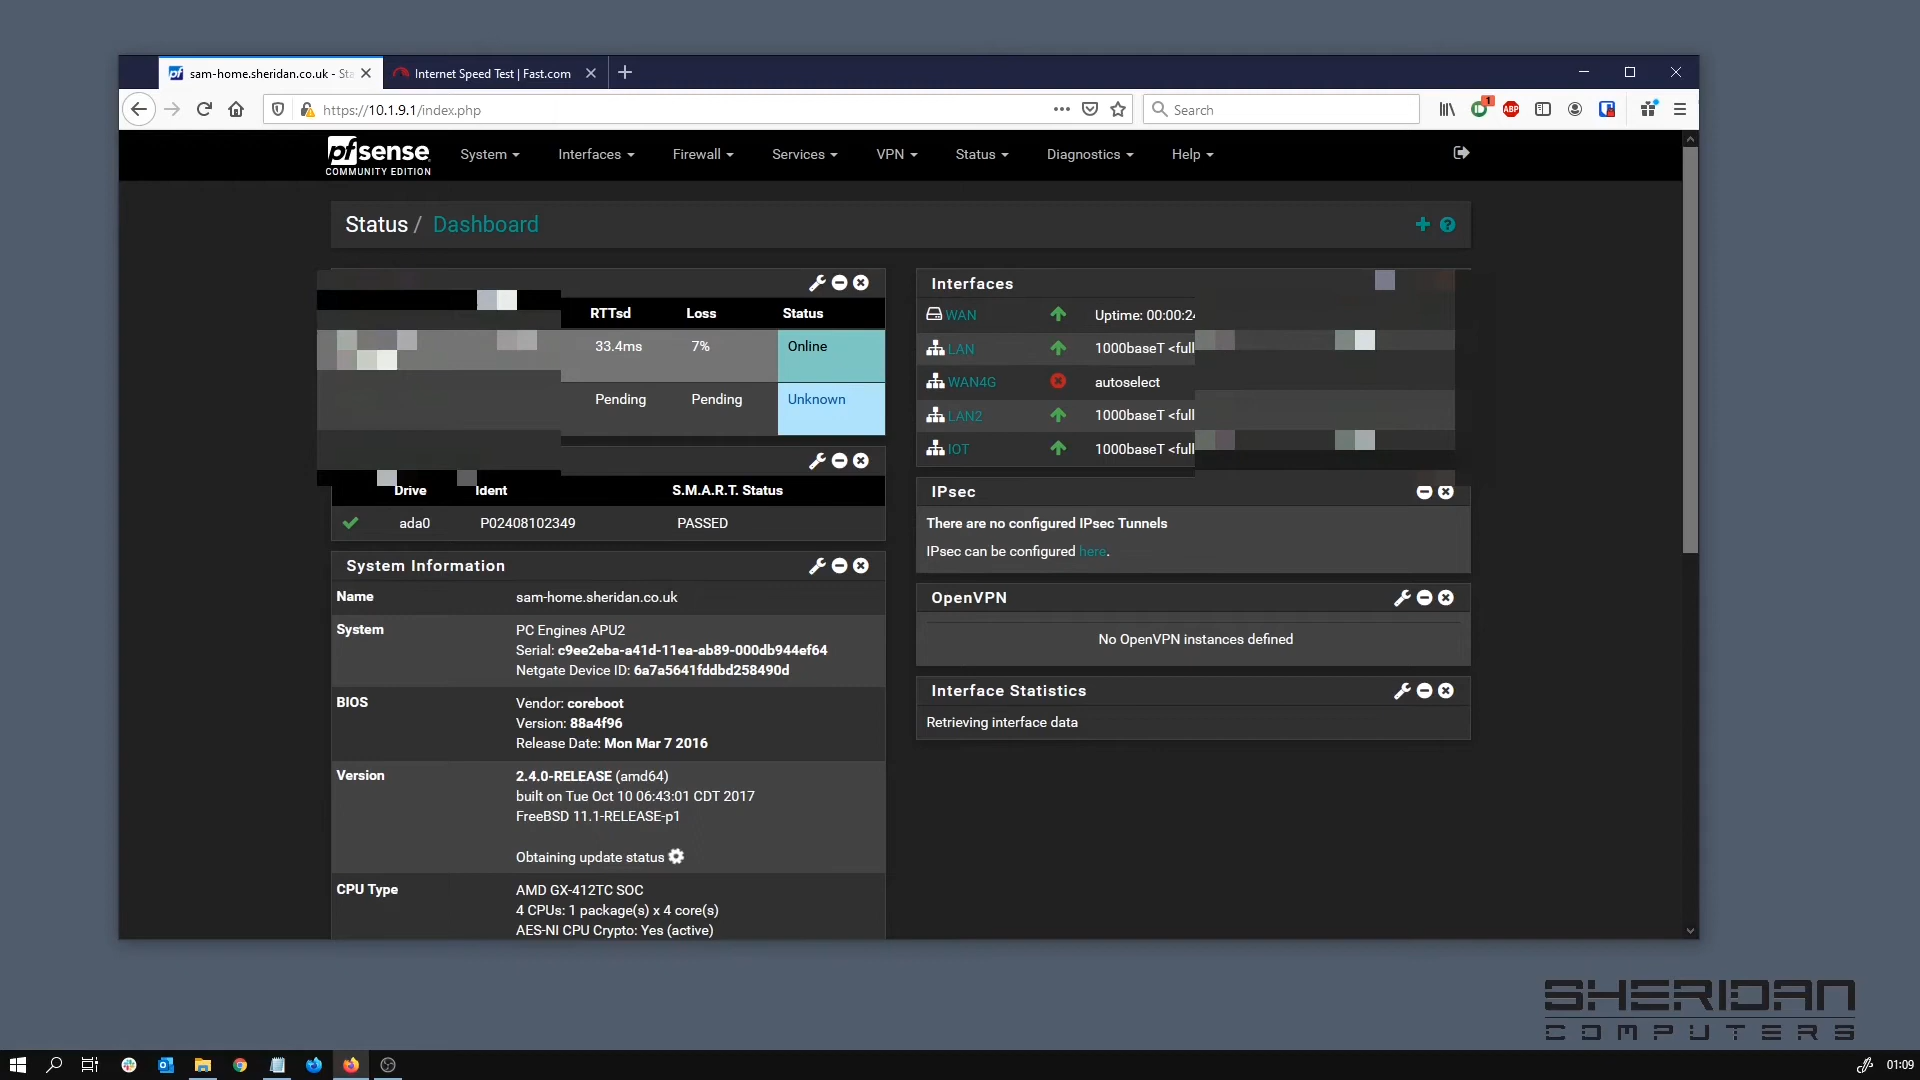 sam-home.sheridan.co.uk - Sta
Internet Speed Test | Fast.com
https://10.1.9.1/index.php
Search
1
ABP
pfsense
COMMUNITY EDITION
System
Interfaces
Firewall
Services
VPN
Status
Diagnostics
Help
Status / Dashboard
RTTsd Loss Status
33.4ms 7% Online
Pending Pending Unknown
Drive Ident S.M.A.R.T. Status
ada0 P02408102349 PASSED
System Information
Name sam-home.sheridan.co.uk
System PC Engines APU2
Serial: c9ee2eba-a41d-11ea-ab89-000db944ef64
Netgate Device ID: 6a7a5641fddbd258490d
BIOS Vendor: coreboot
Version: 88a4f96
Release Date: Mon Mar 7 2016
Version 2.4.0-RELEASE (amd64)
built on Tue Oct 10 06:43:01 CDT 2017
FreeBSD 11.1-RELEASE-p1
Obtaining update status
CPU Type AMD GX-412TC SOC
4 CPUs: 1 package(s) x 4 core(s)
AES-NI CPU Crypto: Yes (active)
Interfaces
WAN Uptime: 00:00:24
LAN 1000baseT <full
WAN4G autoselect
LAN2 1000baseT <full
IOT 1000baseT <full
IPsec
There are no configured IPsec Tunnels
IPsec can be configured here.
OpenVPN
No OpenVPN instances defined
Interface Statistics
Retrieving interface data
SHERIDAN
COMPUTERS
01:09